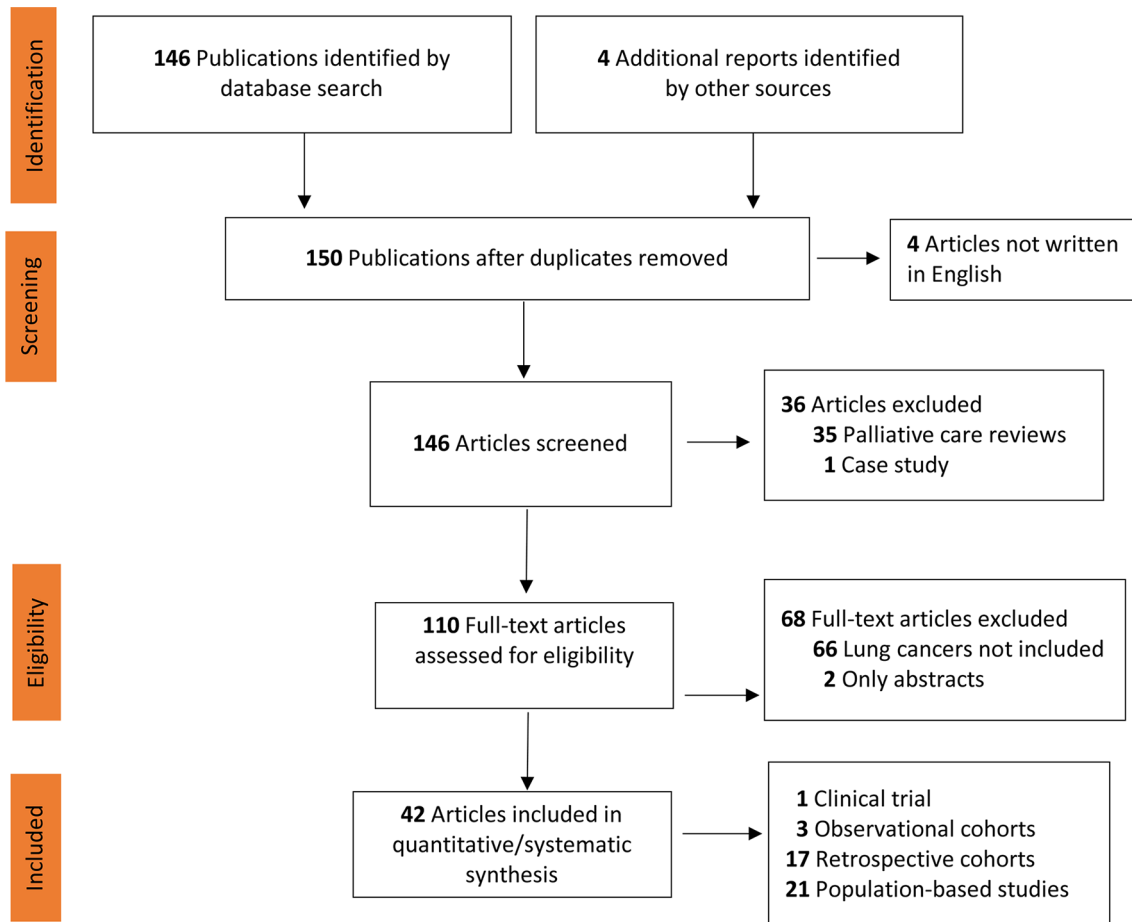 Identification
146 Publications identified by
database search
4 Additional reports identified
by other sources
Screening
150 Publications after duplicates removed
4 Articles not written
in English
146 Articles screened
36 Articles excluded
35 Palliative care reviews
1 Case study
Eligibility
110 Full-text articles
assessed for eligibility
68 Full-text articles excluded
66 Lung cancers not included
2 Only abstracts
Included
42 Articles included in
quantitative/systematic
synthesis
1 Clinical trial
3 Observational cohorts
17 Retrospective cohorts
21 Population-based studies